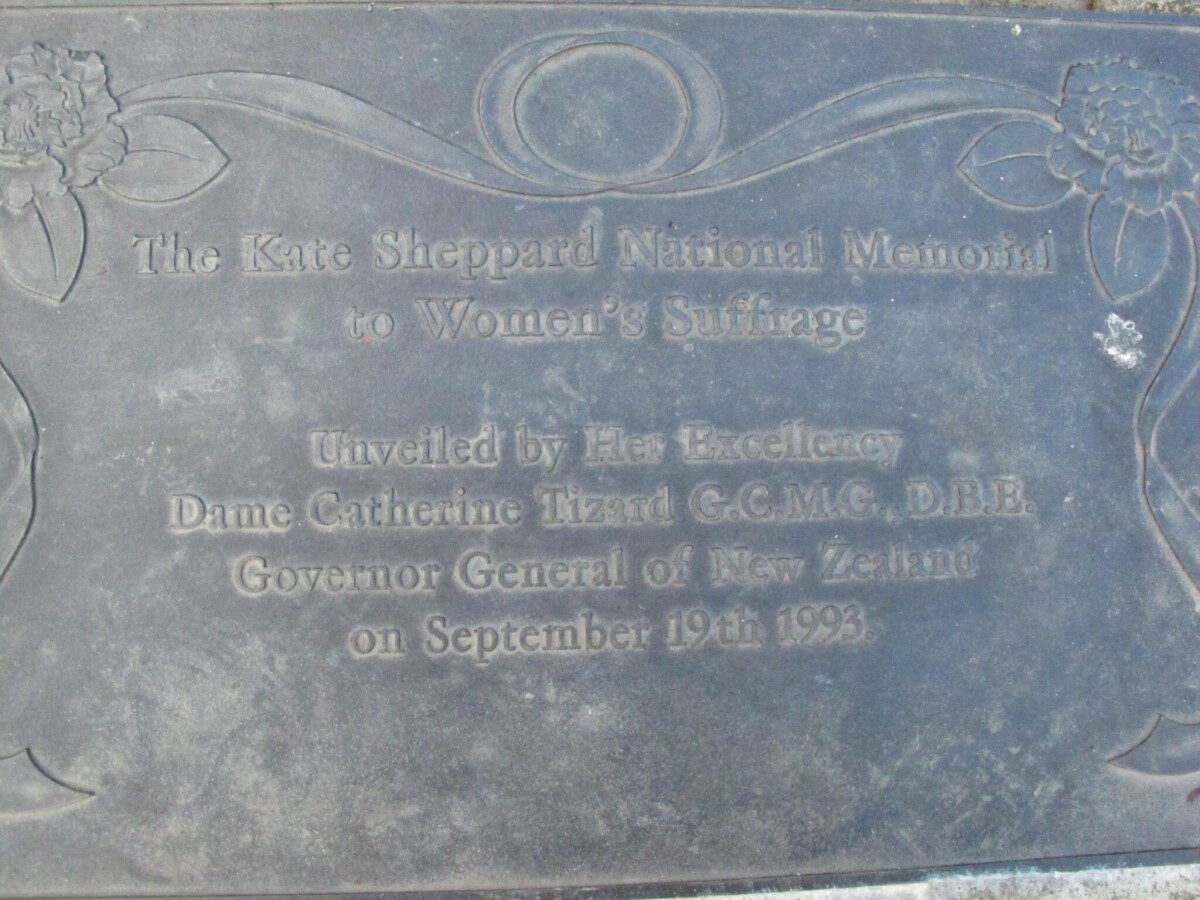 The Kate Sheppard National Memorial
to Women's Suffrage
Unveiled by Her Excellency
Dame Catherine Tizard G.C.M.G., D.B.E.
Governor General of New Zealand
on September 19th 1993.